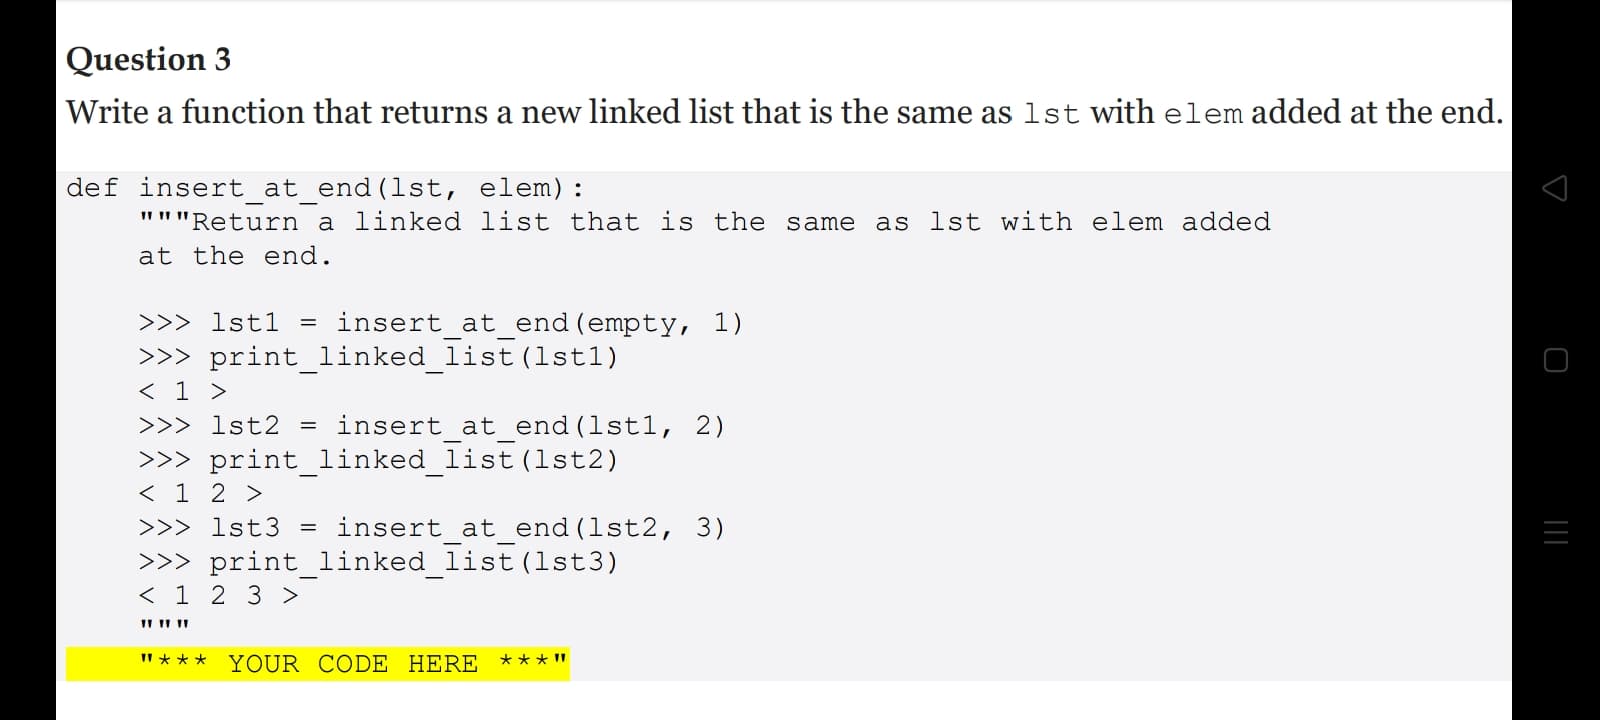 Question 3
Write a function that returns a new linked list that is the same as lst with elem added at the end.
def insert_at_end(lst, elem):
    """Return a linked list that is the same as lst with elem added
    at the end.
    >>> lst1 = insert_at_end(empty, 1)
    >>> print_linked_list(lst1)
    < 1 >
    >>> lst2 = insert_at_end(lst1, 2)
    >>> print_linked_list(lst2)
    < 1 2 >
    >>> lst3 = insert_at_end(lst2, 3)
    >>> print_linked_list(lst3)
    < 1 2 3 >
    """
    "*** YOUR CODE HERE ***"